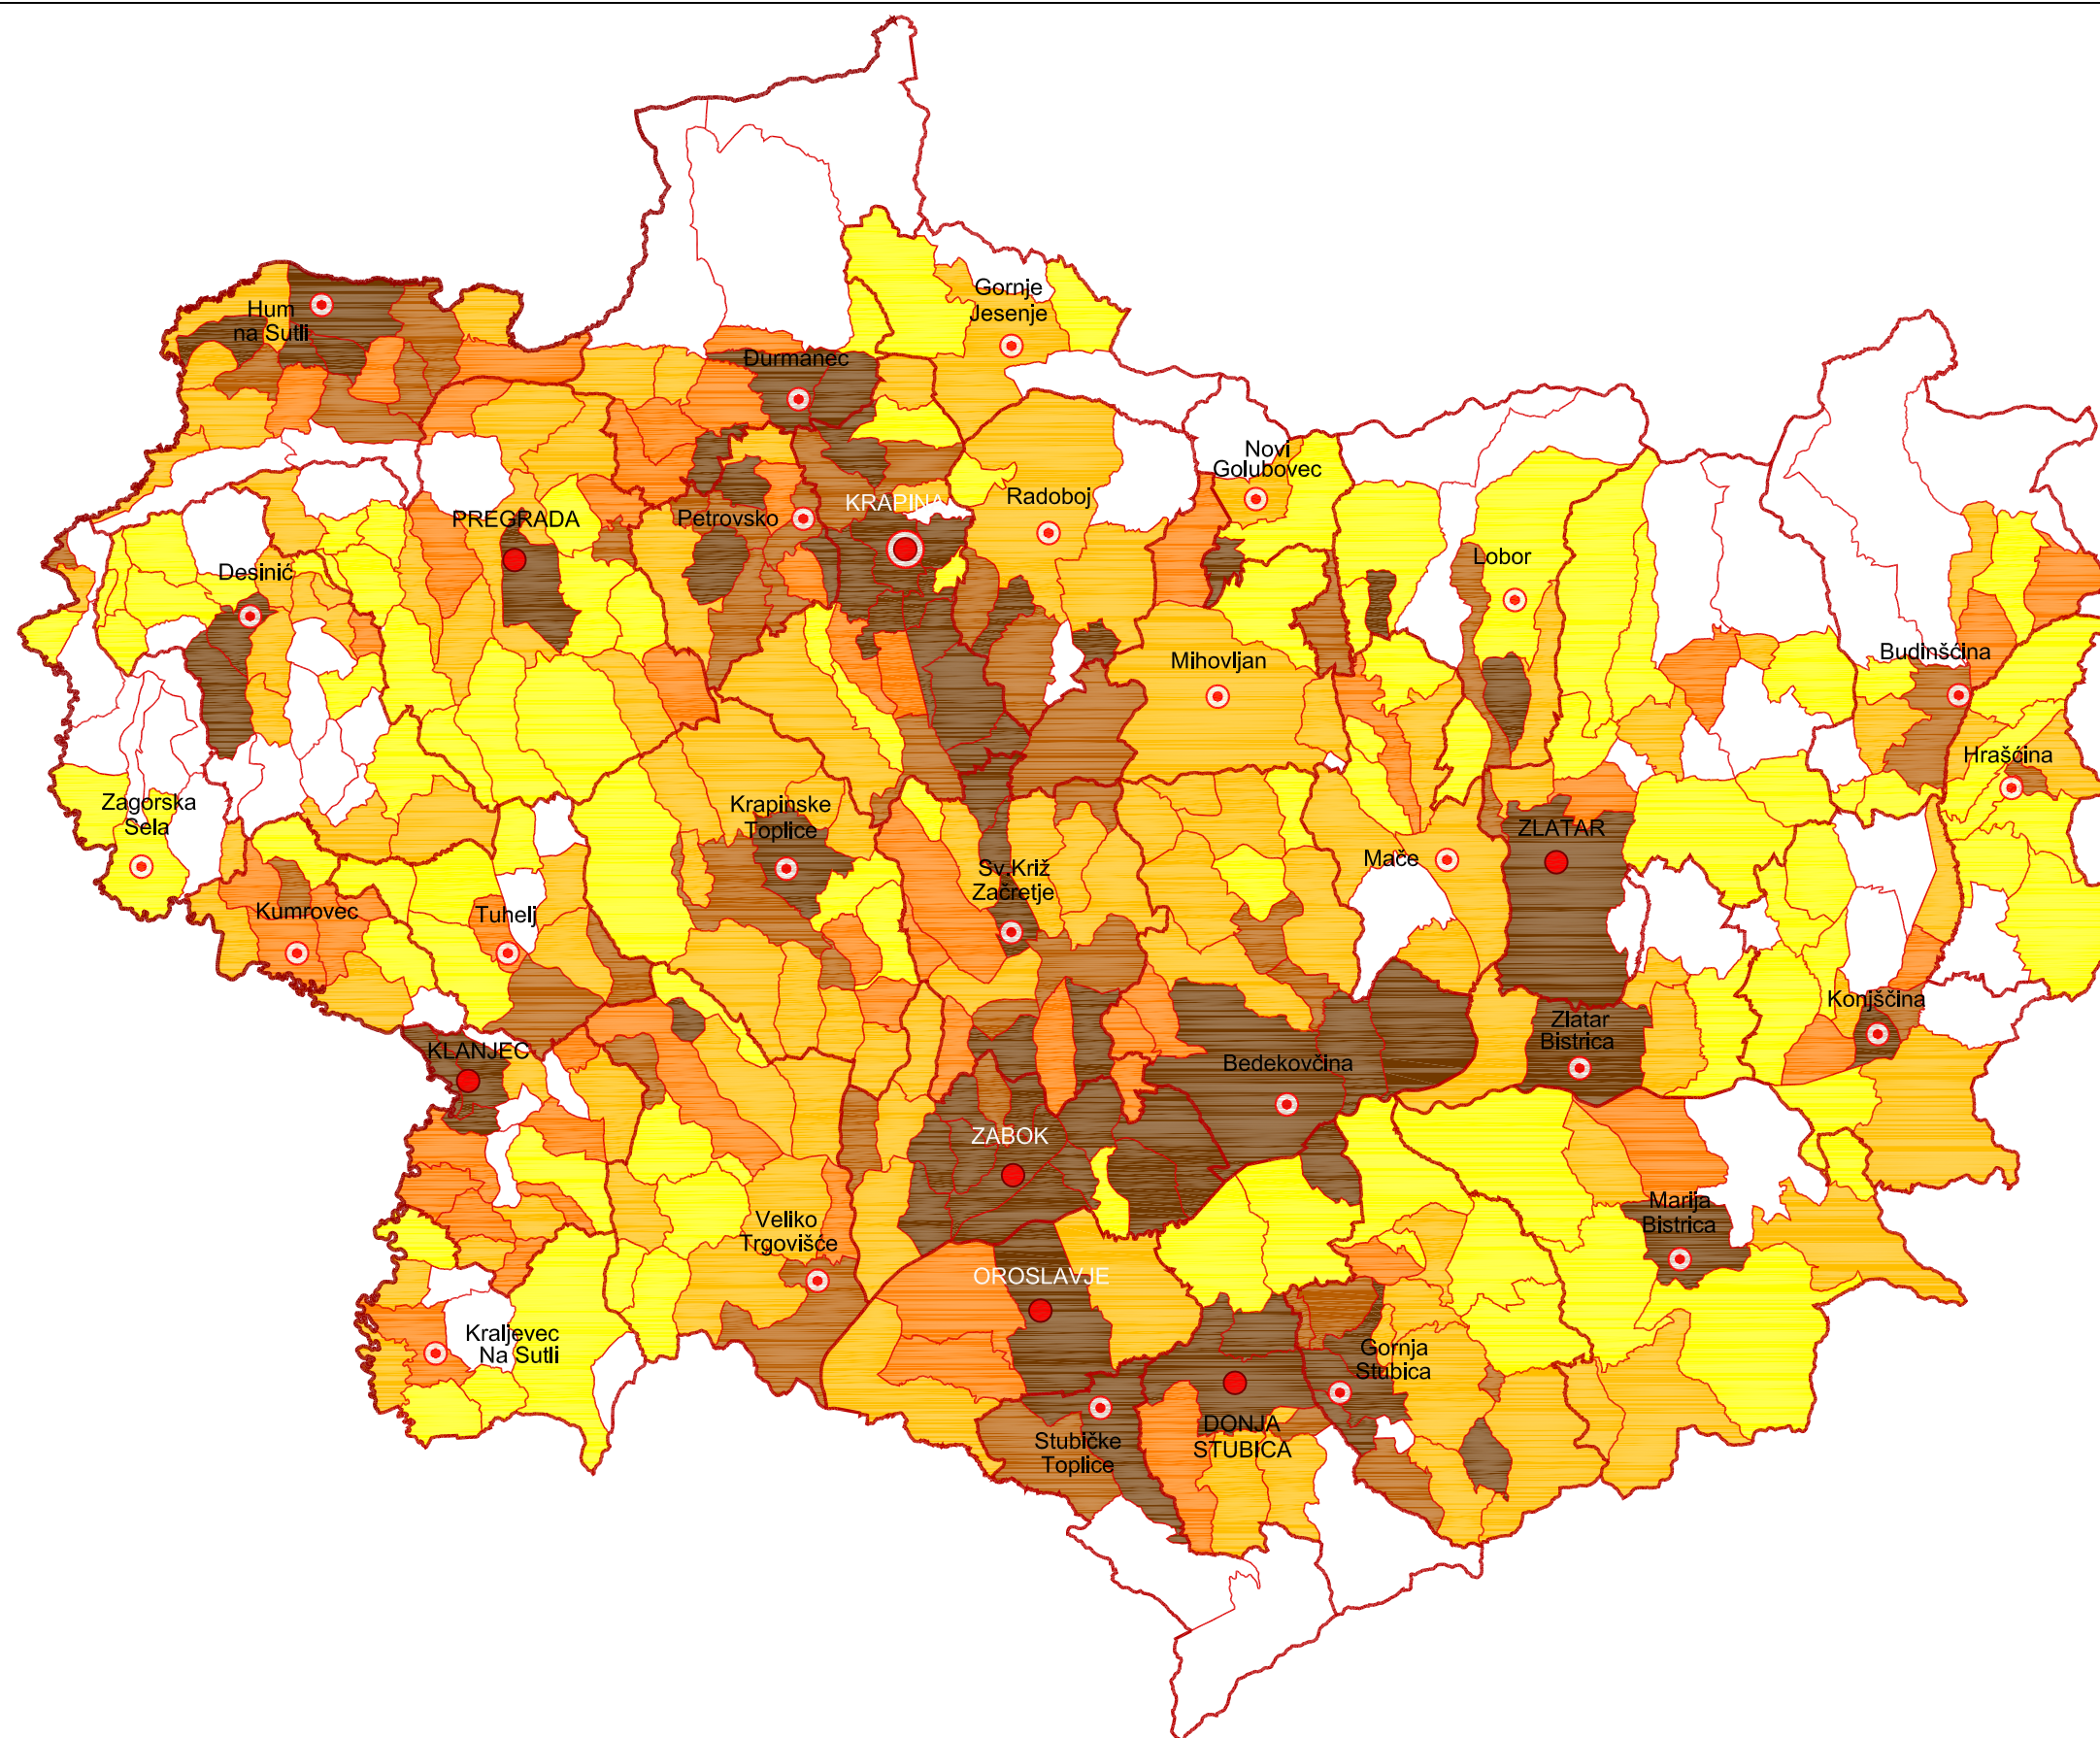 Gornje
Jesenje
Hum
na Sutli
Đurmanec
Novi
Golubovec
Radoboj
KRAPINA
PREGRADA
Petrovsko
Desinić
Lobor
Mihovljan
Budinšćina
Hrašćina
Zagorska
Sela
Krapinske
Toplice
ZLATAR
Mače
Sv.Križ
Začretje
Kumrovec
Tuhelj
Konjščina
Zlatar
Bistrica
KLANJEC
Bedekovčina
ZABOK
Marija
Bistrica
Veliko
Trgovišće
OROSLAVJE
Kraljevec
Na Sutli
Gornja
Stubica
DONJA
STUBICA
Stubičke
Toplice